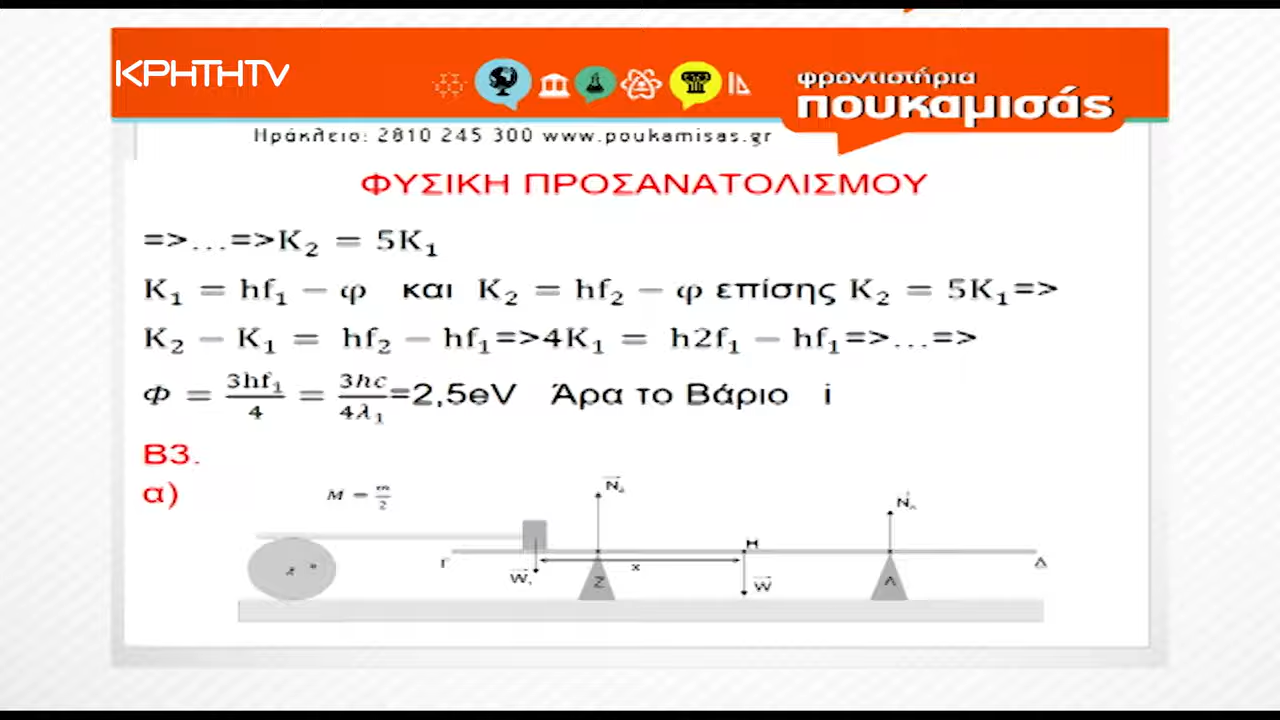 ΚΡΗΤΗTV
φροντιστήρια
πουκαμισάς
Ηράκλειο: 2810 245 300 www.poukamisas.gr
ΦΥΣΙΚΗ ΠΡΟΣΑΝΑΤΟΛΙΣΜΟΥ
=>...=>K₂ = 5K₁
K₁ = hf₁ − φ και K₂ = hf₂ − φ επίσης K₂ = 5K₁=>
K₂ − K₁ = hf₂ − hf₁=>4K₁ = h2f₁ − hf₁=>...=>
Φ = 3hf₁/4 = 3hc/4λ₁=2,5eV Άρα το Βάριο i
Β3.
α) M = m/2
Γ W₁ Z x M W Λ Δ